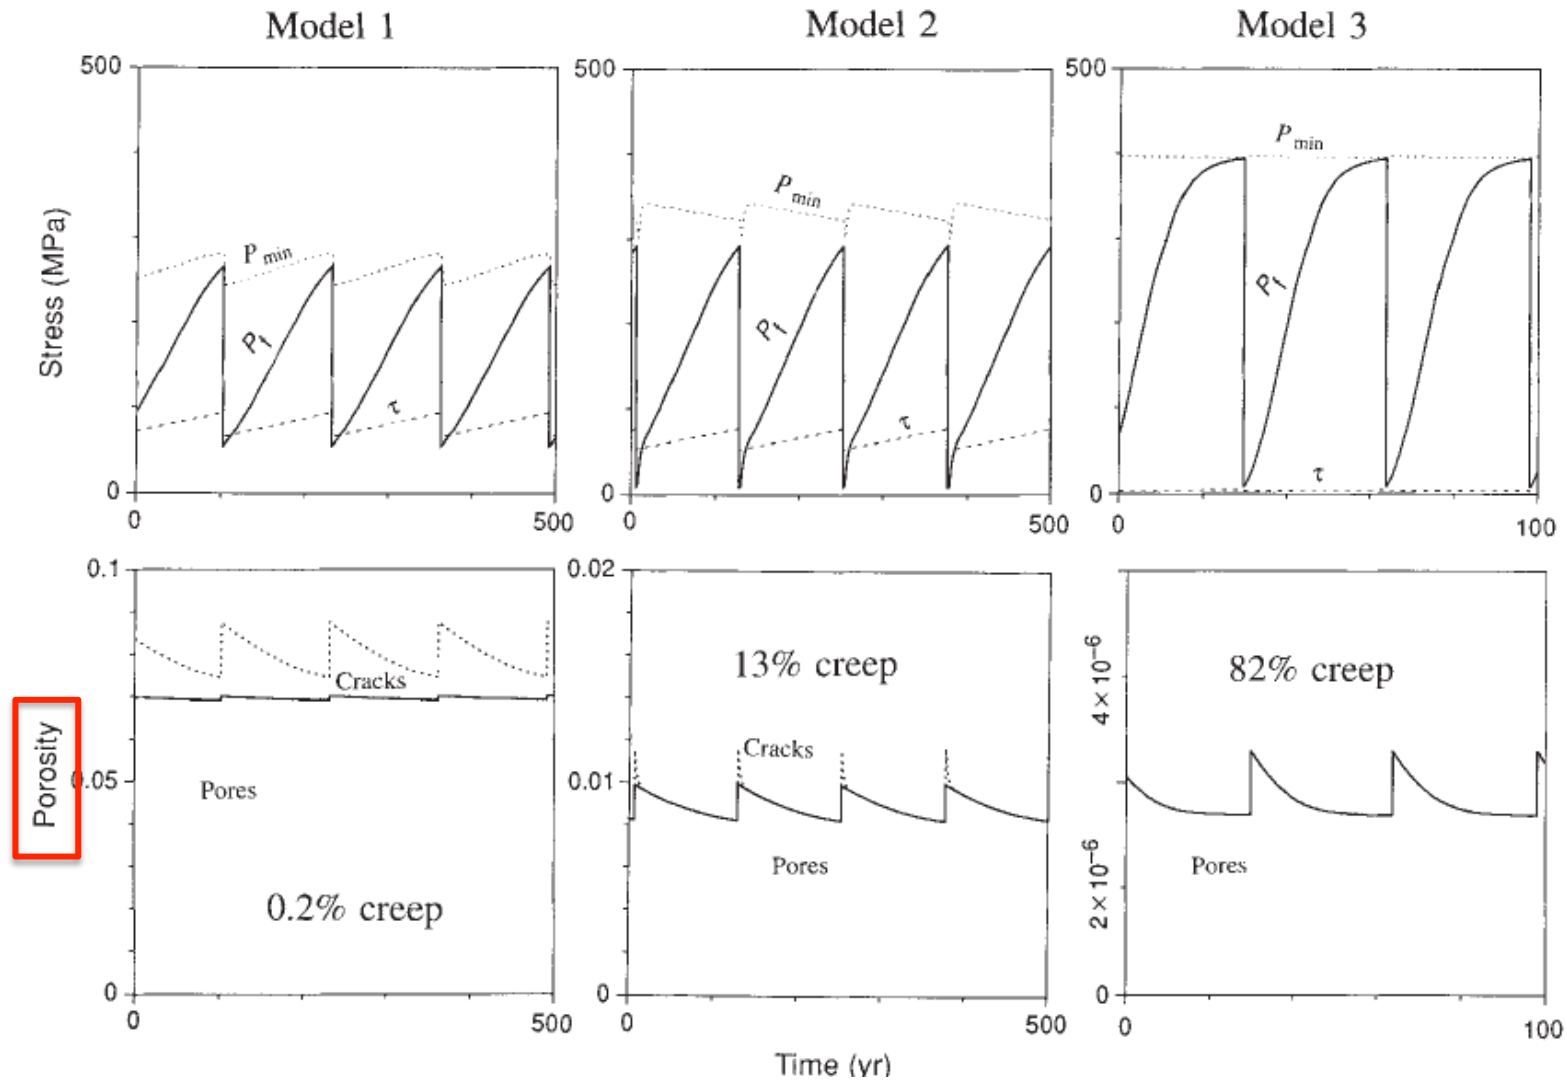 Model 1
Model 2
Model 3
500
500
P min
P min
P min
Stress (MPa)
Pf
Pf
Pf
τ
τ
τ
0
0
0
0
500
0
500
0
100
0.1
0.02
13% creep
82% creep
4×10⁻⁶
Cracks
Cracks
Porosity
0.05
0.01
Pores
Pores
Pores
2×10⁻⁶
0.2% creep
0
0
0
0
500
0
500
0
100
Time (yr)